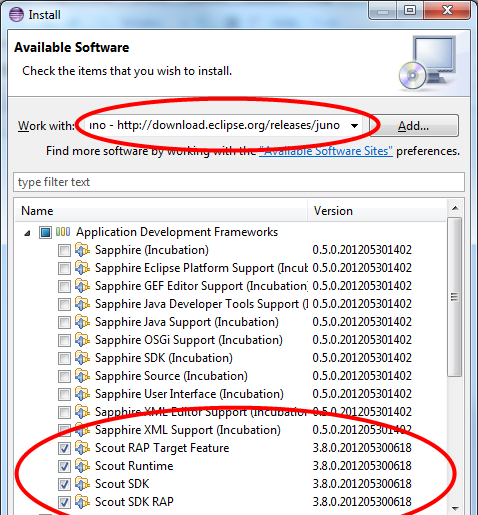 Install
Available Software
Check the items that you wish to install.
Work with: no - http://download.eclipse.org/releases/juno Add...
Find more software by working with the "Available Software Sites" preferences.
type filter text
Name Version
Application Development Frameworks
Sapphire (Incubation) 0.5.0.201205301402
Sapphire Eclipse Platform Support (Incub 0.5.0.201205301402
Sapphire GEF Editor Support (Incubation) 0.5.0.201205301402
Sapphire Java Developer Tools Support (I 0.5.0.201205301402
Sapphire Java Support (Incubation) 0.5.0.201205301402
Sapphire OSGi Support (Incubation) 0.5.0.201205301402
Sapphire SDK (Incubation) 0.5.0.201205301402
Sapphire Source (Incubation) 0.5.0.201205301402
Sapphire User Interface (Incubation) 0.5.0.201205301402
Sapphire XML Editor Support (Incubation 0.5.0.201205301402
Sapphire XML Support (Incubation) 0.5.0.201205301402
Scout RAP Target Feature 3.8.0.201205300618
Scout Runtime 3.8.0.201205300618
Scout SDK 3.8.0.201205300618
Scout SDK RAP 3.8.0.201205300618